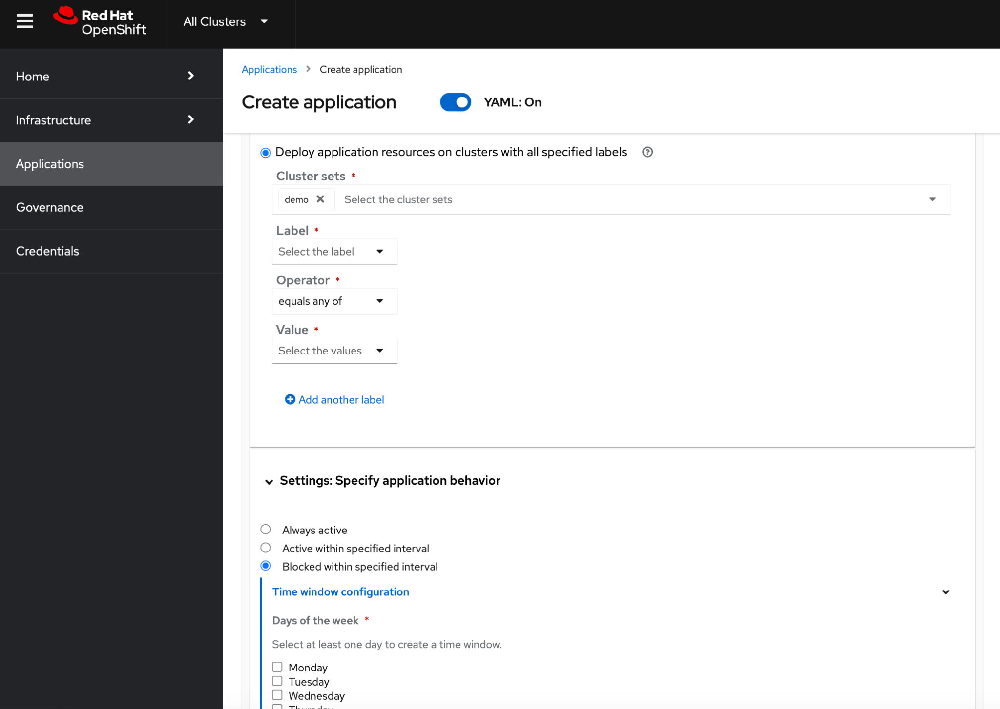 Red Hat
OpenShift
All Clusters
Home
Infrastructure
Applications
Governance
Credentials
Applications > Create application
Create application
YAML: On
Deploy application resources on clusters with all specified labels
Cluster sets *
demo Select the cluster sets
Label *
Select the label
Operator *
equals any of
Value *
Select the values
Add another label
Settings: Specify application behavior
Always active
Active within specified interval
Blocked within specified interval
Time window configuration
Days of the week *
Select at least one day to create a time window.
Monday
Tuesday
Wednesday
Thursday